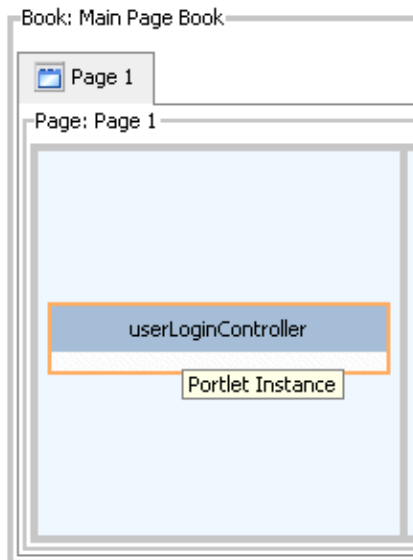 Book: Main Page Book
Page 1
Page: Page 1
userLoginController
Portlet Instance